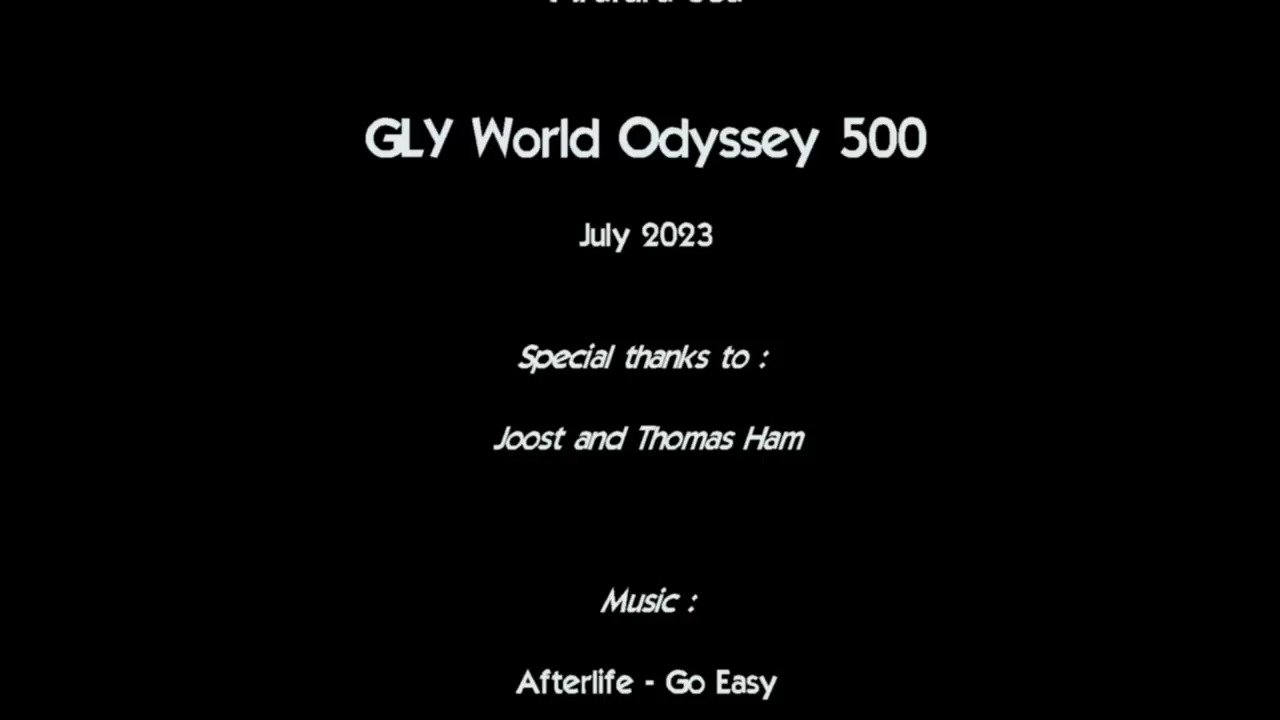 GLY World Odyssey 500
July 2023
Special thanks to :
Joost and Thomas Ham
Music :
Afterlife - Go Easy